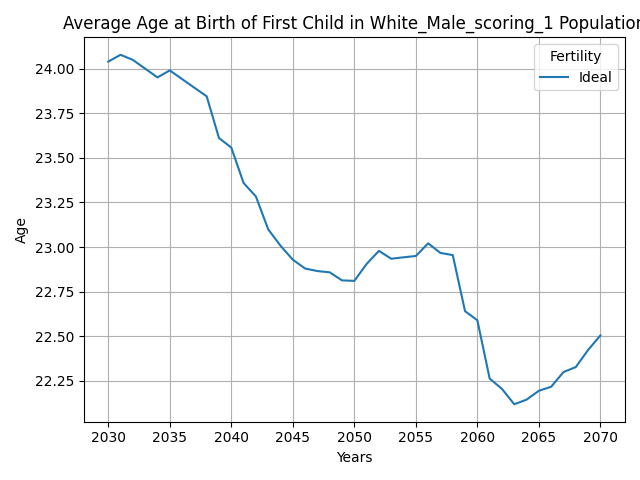 Average Age at Birth of First Child in White_Male_scoring_1 Population
Fertility
Ideal
24.00
23.75
23.50
23.25
23.00
22.75
22.50
22.25
Age
2030 2035 2040 2045 2050 2055 2060 2065 2070
Years